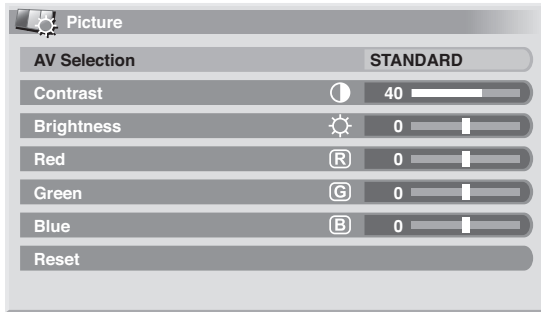 Picture
AV Selection STANDARD
Contrast 40
Brightness 0
Red R 0
Green G 0
Blue B 0
Reset